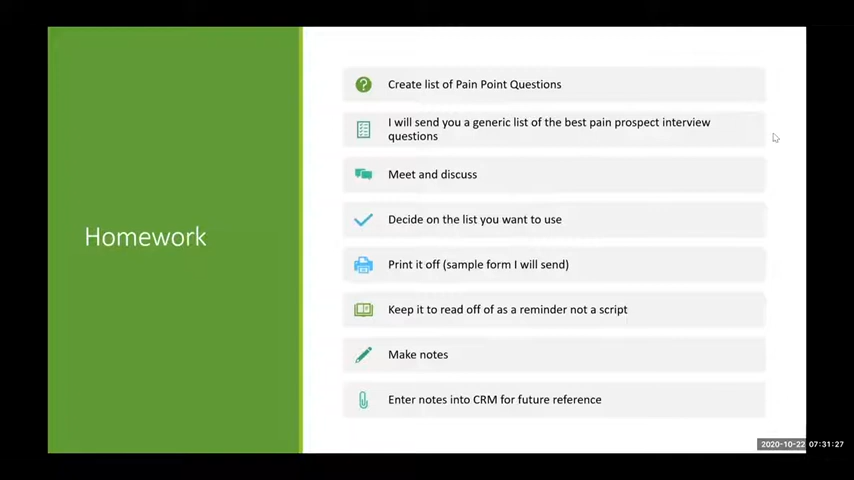 Homework
Create list of Pain Point Questions
I will send you a generic list of the best pain prospect interview
questions
Meet and discuss
Decide on the list you want to use
Print it off (sample form I will send)
Keep it to read off of as a reminder not a script
Make notes
Enter notes into CRM for future reference
2020-10-22 07:31:27